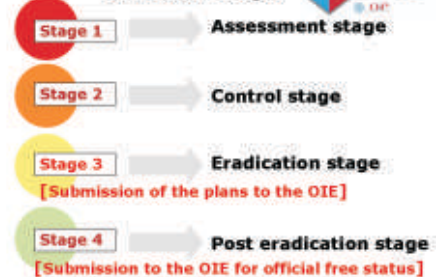 Stage 1 Assessment stage
Stage 2 Control stage
Stage 3 Eradication stage
[Submission of the plans to the OIE]
Stage 4 Post eradication stage
[Submission to the OIE for official free status]